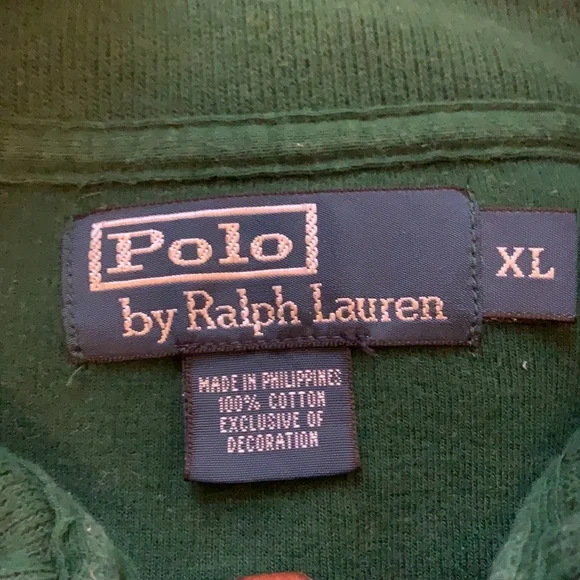 Polo
by Ralph Lauren
XL
MADE IN PHILIPPINES
100% COTTON
EXCLUSIVE OF
DECORATION